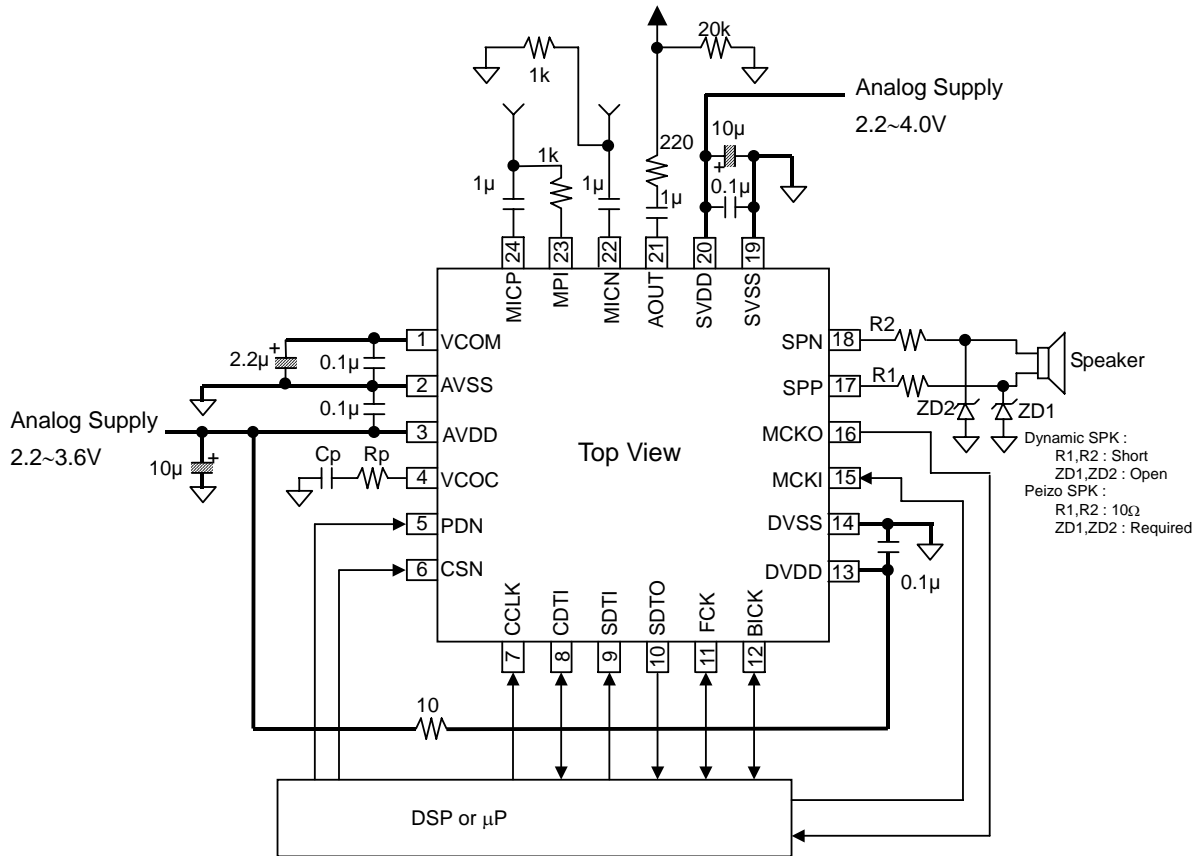 20k
1k
Analog Supply
2.2~4.0V
10µ
+
220
1k
0.1µ
1µ
1µ
1µ
24
23
22
21
20
19
MICP
MPI
MICN
AOUT
SVDD
SVSS
1 VCOM
2 AVSS
3 AVDD
4 VCOC
5 PDN
6 CSN
+
2.2µ
0.1µ
0.1µ
Analog Supply
2.2~3.6V
10µ
+
Cp
Rp
Top View
SPN 18
SPP 17
MCKO 16
MCKI 15
DVSS 14
DVDD 13
R2
R1
Speaker
ZD2
ZD1
Dynamic SPK :
R1,R2 : Short
ZD1,ZD2 : Open
Peizo SPK :
R1,R2 : 10Ω
ZD1,ZD2 : Required
0.1µ
CCLK
CDTI
SDTI
SDTO
FCK
BICK
7
8
9
10
11
12
10
DSP or µP